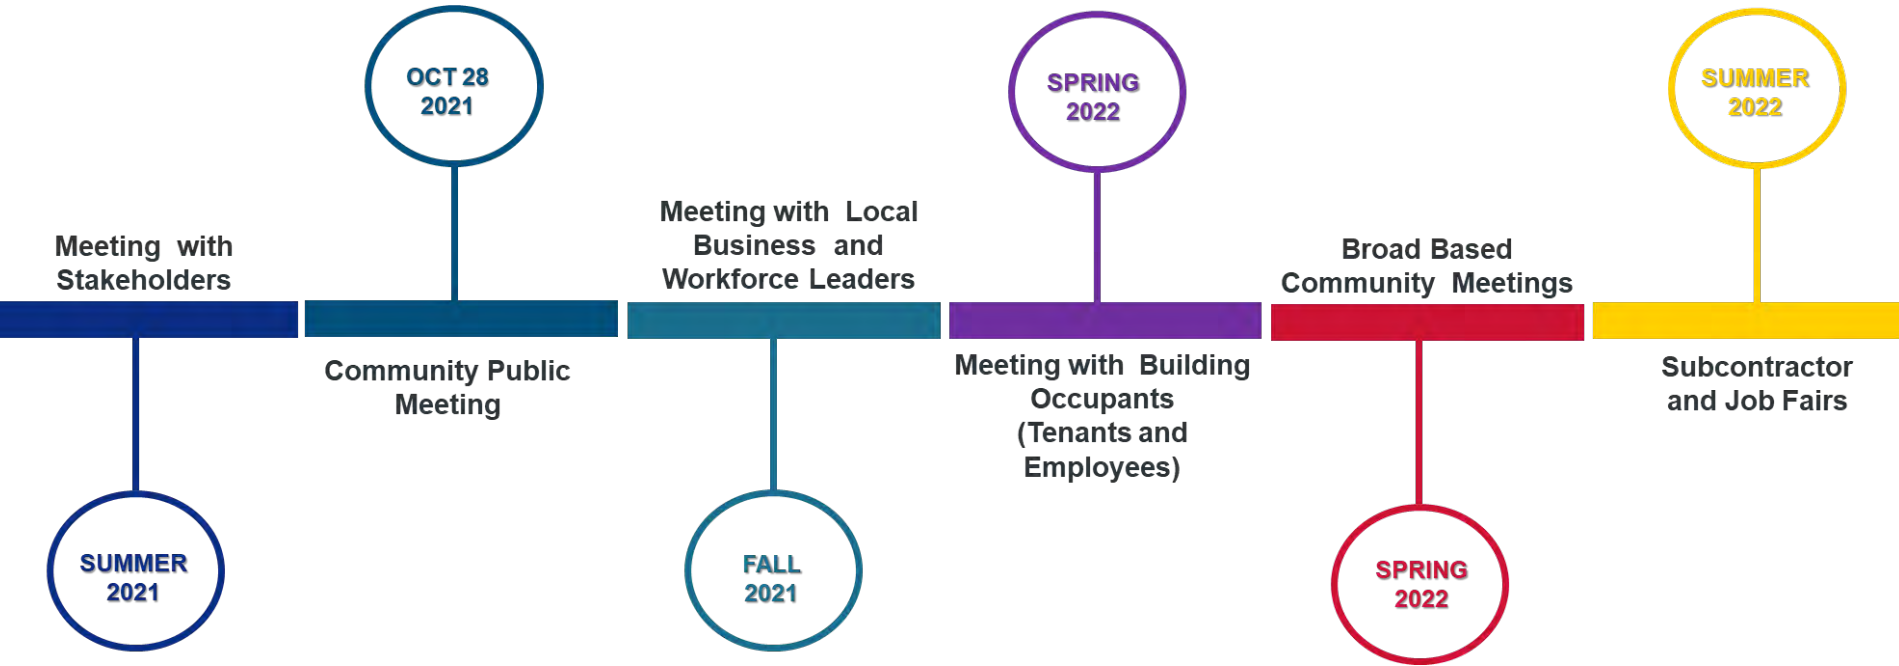 Meeting with
Stakeholders
SUMMER
2021
OCT 28
2021
Community Public
Meeting
Meeting with Local
Business and
Workforce Leaders
FALL
2021
SPRING
2022
Meeting with Building
Occupants
(Tenants and
Employees)
Broad Based
Community Meetings
SPRING
2022
SUMMER
2022
Subcontractor
and Job Fairs